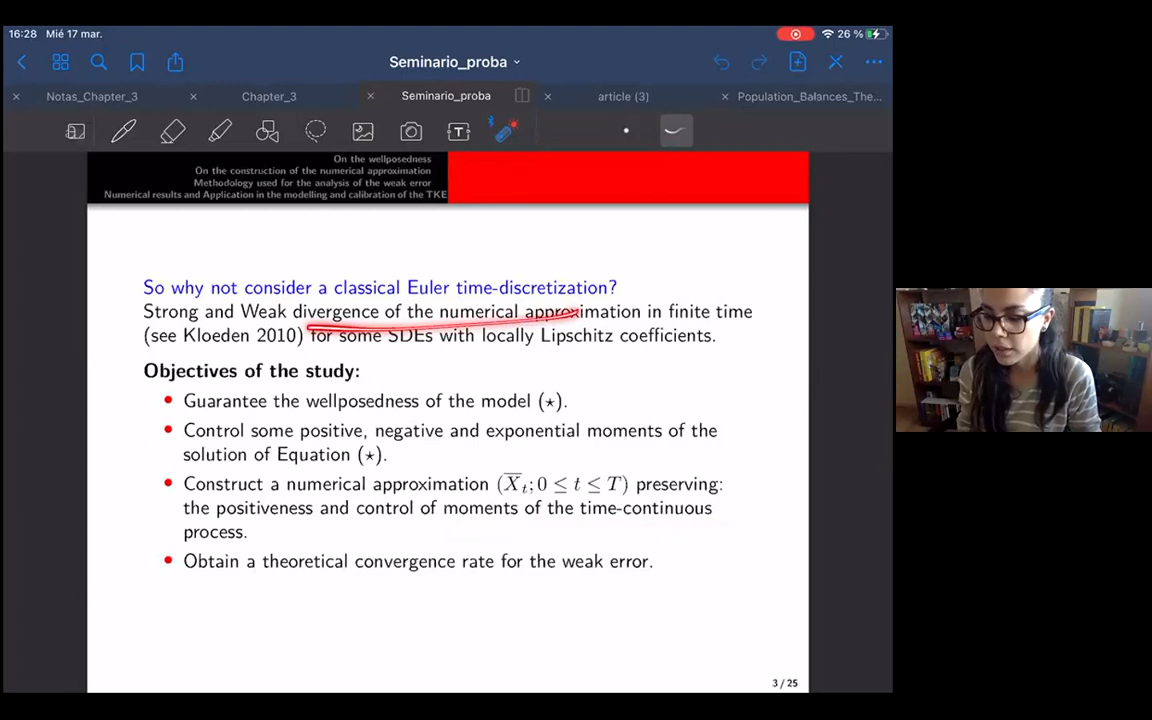 16:28 Mié 17 mar.
26 %
Seminario_proba
Notas_Chapter_3
Chapter_3
Seminario_proba
article (3)
Population_Balances_The...
T
On the wellposedness
On the construction of the numerical approximation
Methodology used for the analysis of the weak error
Numerical results and Application in the modelling and calibration of the TKE
So why not consider a classical Euler time-discretization?
Strong and Weak divergence of the numerical approximation in finite time
(see Kloeden 2010) for some SDEs with locally Lipschitz coefficients.
Objectives of the study:
• Guarantee the wellposedness of the model (⋆).
• Control some positive, negative and exponential moments of the
solution of Equation (⋆).
• Construct a numerical approximation (X̅_t; 0 ≤ t ≤ T) preserving:
the positiveness and control of moments of the time-continuous
process.
• Obtain a theoretical convergence rate for the weak error.
3 / 25